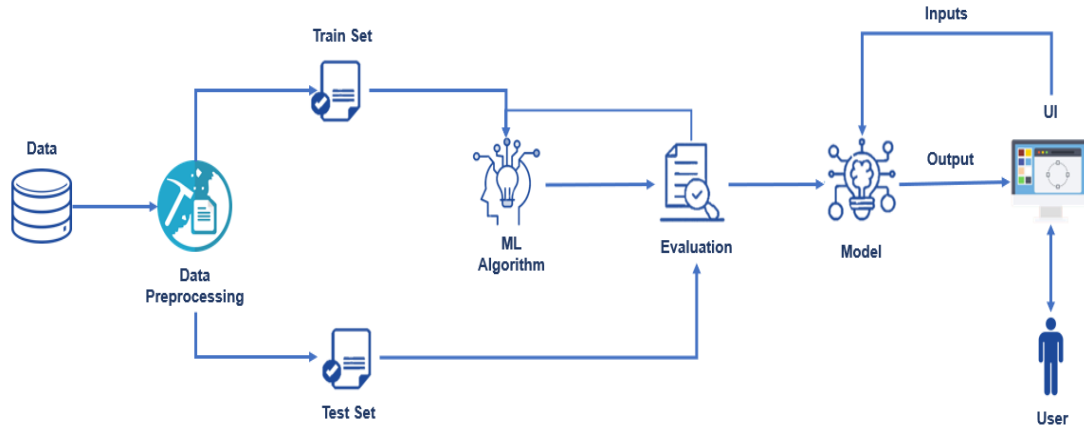 Inputs
Train Set
UI
Data
Output
ML
Algorithm
Evaluation
Model
Data
Preprocessing
Test Set
User